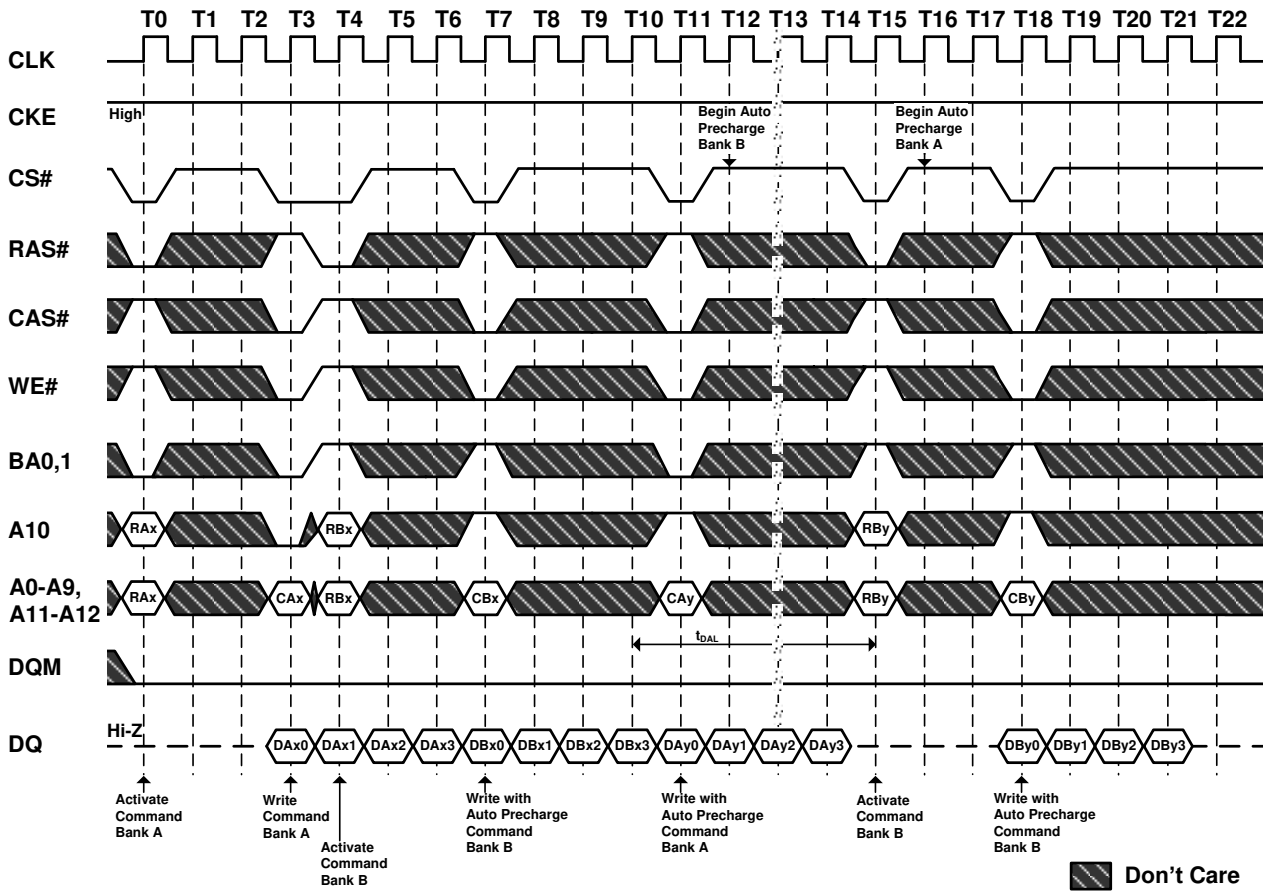 T0 T1 T2 T3 T4 T5 T6 T7 T8 T9 T10 T11 T12 T13 T14 T15 T16 T17 T18 T19 T20 T21 T22
CLK
CKE
High
Begin Auto
Precharge
Bank B
Begin Auto
Precharge
Bank A
CS#
RAS#
CAS#
WE#
BA0,1
A10
RAx RBx RBy
A0-A9,
A11-A12
RAx CAx RBx CBx CAy RBy CBy
tDAL
DQM
DQ
Hi-Z
DAx0 DAx1 DAx2 DAx3 DBx0 DBx1 DBx2 DBx3 DAy0 DAy1 DAy2 DAy3 DBy0 DBy1 DBy2 DBy3
Activate
Command
Bank A
Write
Command
Bank A
Activate
Command
Bank B
Write with
Auto Precharge
Command
Bank B
Write with
Auto Precharge
Command
Bank A
Activate
Command
Bank B
Write with
Auto Precharge
Command
Bank B
Don't Care